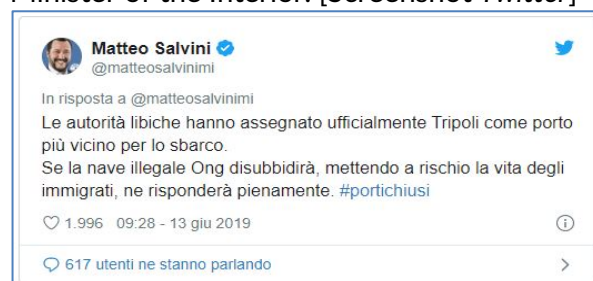 Minister of the Interior. [Screenshot Twitter]
Matteo Salvini
@matteosalvinimi
In risposta a @matteosalvinimi
Le autorità libiche hanno assegnato ufficialmente Tripoli come porto
più vicino per lo sbarco.
Se la nave illegale Ong disubbidirà, mettendo a rischio la vita degli
immigrati, ne risponderà pienamente. #portichiusi
1.996 09:28 - 13 giu 2019
617 utenti ne stanno parlando